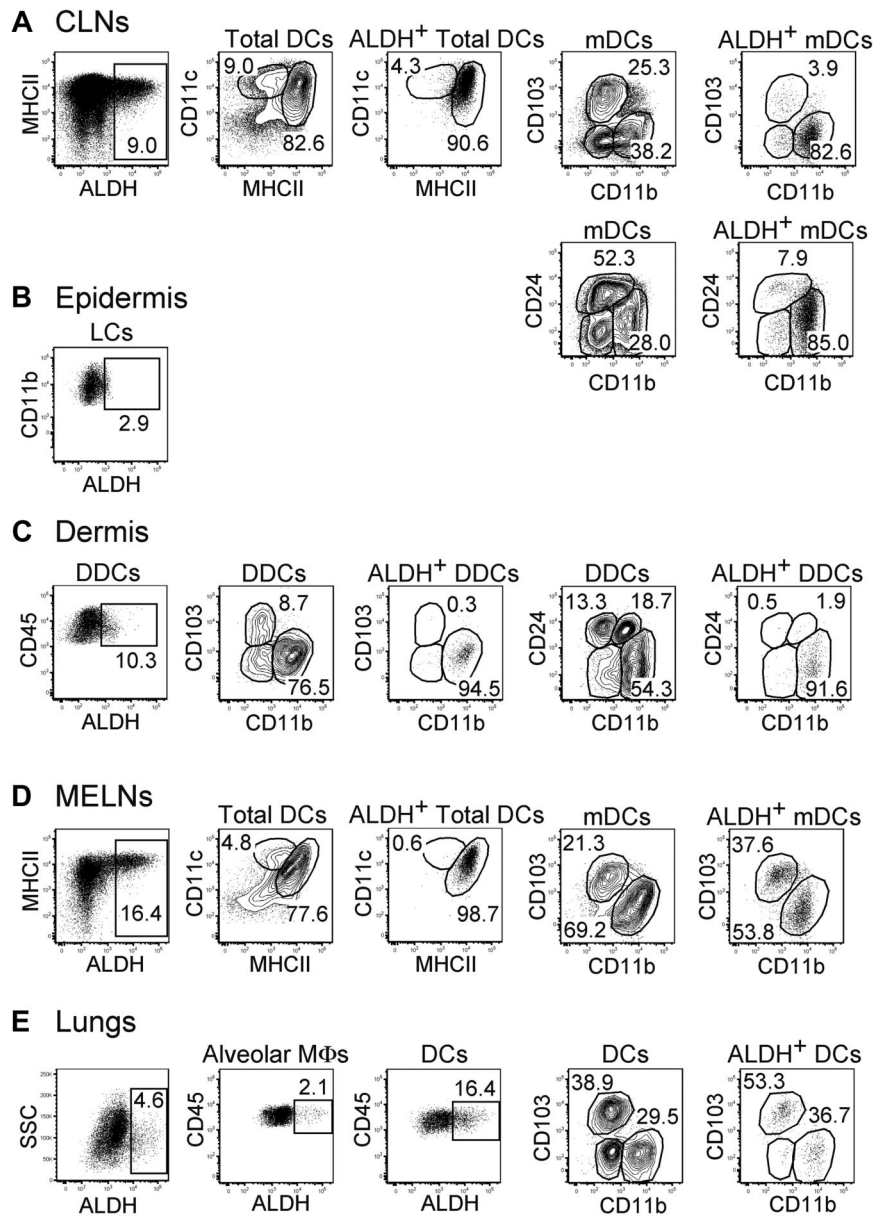 A CLNs
Total DCs ALDH+ Total DCs mDCs ALDH+ mDCs
MHCII 9.0 ALDH
CD11c 9.0 82.6 MHCII
CD11c 4.3 90.6 MHCII
CD103 25.3 38.2 CD11b
CD103 3.9 82.6 CD11b
mDCs ALDH+ mDCs
CD24 52.3 28.0 CD11b
CD24 7.9 85.0 CD11b
B Epidermis
LCs
CD11b 2.9 ALDH
C Dermis
DDCs DDCs ALDH+ DDCs DDCs ALDH+ DDCs
CD45 10.3 ALDH
CD103 8.7 76.5 CD11b
CD103 0.3 94.5 CD11b
CD24 13.3 18.7 54.3 CD11b
CD24 0.5 1.9 91.6 CD11b
D MELNs
Total DCs ALDH+ Total DCs mDCs ALDH+ mDCs
MHCII 16.4 ALDH
CD11c 4.8 77.6 MHCII
CD11c 0.6 98.7 MHCII
CD103 21.3 69.2 CD11b
CD103 37.6 53.8 CD11b
E Lungs
Alveolar MΦs DCs DCs ALDH+ DCs
SSC 250K 200K 150K 100K 50K 0 4.6 ALDH
CD45 2.1 ALDH
CD45 16.4 ALDH
CD103 38.9 29.5 CD11b
CD103 53.3 36.7 CD11b